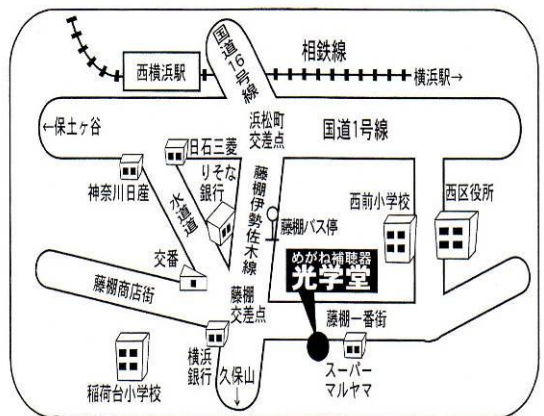 相鉄線
西横浜駅
横浜駅→
国道16号線
←保土ヶ谷
浜松町
交差点
国道1号線
旧石三菱
りそな
銀行
神奈川日産
水道道
藤棚伊勢佐木線
藤棚バス停
西前小学校
西区役所
めがね補聴器
光学堂
交番
藤棚商店街
藤棚
交差点
藤棚一番街
横浜
銀行
久保山
↓
スーパー
マルヤマ
稲荷台小学校